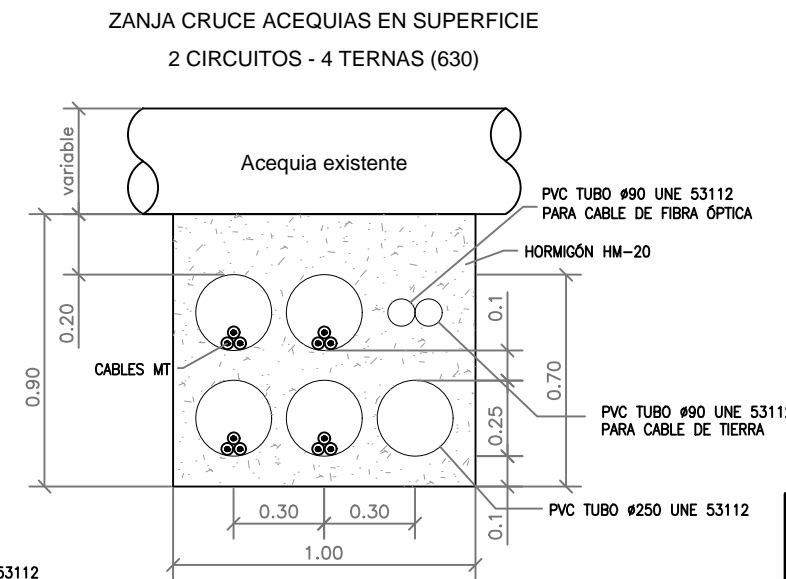 ZANJA CRUCE ACEQUIAS EN SUPERFICIE
2 CIRCUITOS - 4 TERNAS (630)
variable
Acequia existente
PVC TUBO ø90 UNE 53112
PARA CABLE DE FIBRA ÓPTICA
HORMIGÓN HM-20
0.20
0.1
CABLES MT
0.90
0.70
0.25
PVC TUBO ø90 UNE 53112
PARA CABLE DE TIERRA
0.30
0.30
0.1
PVC TUBO ø250 UNE 53112
1.00
53112